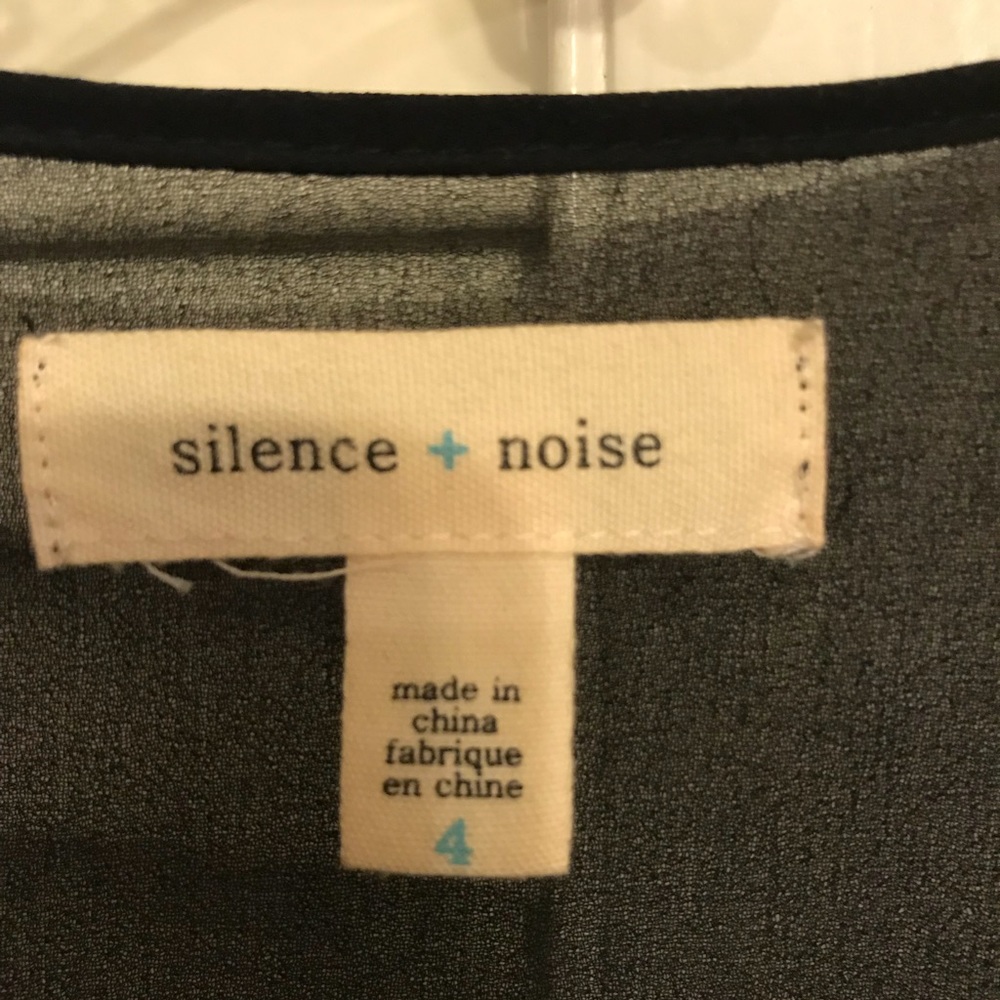 silence + noise
made in
china
fabrique
en chine
4